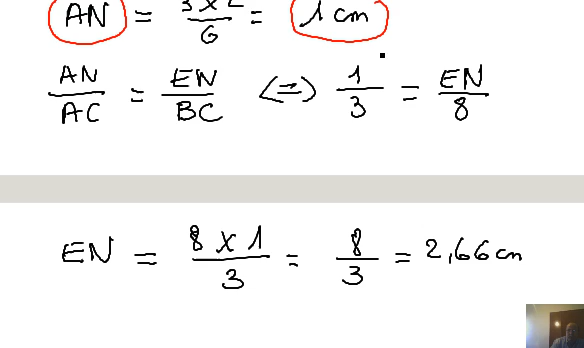 AN = 3 x 2 / 6 = 1 cm
AN/AC = EN/BC <=> 1/3 = EN/8
EN = 8 x 1 / 3 = 8/3 = 2,66 cm